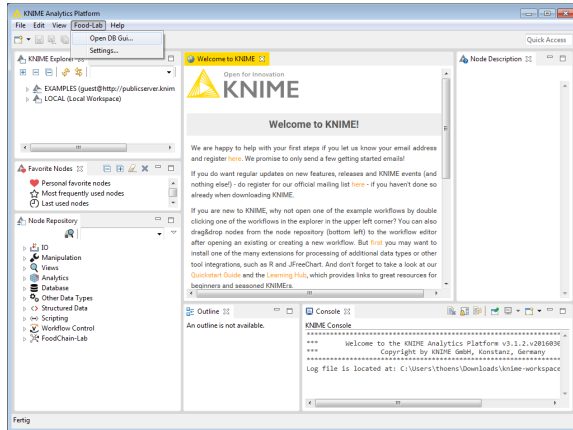 KNIME Analytics Platform
File Edit View Food-Lab Help
Open DB Gui...
Settings...
Quick Access
KNIME Explorer
EXAMPLES (guest@http://publicserver.knim
LOCAL (Local Workspace)
Favorite Nodes
Personal favorite nodes
Most frequently used nodes
Last used nodes
Node Repository
IO
Manipulation
Views
Analytics
Database
Other Data Types
Structured Data
Scripting
Workflow Control
FoodChain-Lab
Welcome to KNIME
Open for Innovation
KNIME
Welcome to KNIME!
We are happy to help with your first steps if you let us know your email address
and register here. We promise to only send a few getting started emails!
If you do want regular updates on new features, releases and KNIME events (and
nothing else!) - do register for our official mailing list here - if you haven't done so
already when downloading KNIME.
If you are new to KNIME, why not open one of the example workflows by double
clicking one of the workflows in the explorer in the upper left corner? You can also
drag&drop nodes from the node repository (bottom left) to the workflow editor
after opening an existing or creating a new workflow. But first you may want to
install one of the many extensions for processing of additional data types or other
tool integrations, such as R and JFreeChart. And don't forget to take a look at our
Quickstart Guide and the Learning Hub, which provides links to great resources for
beginners and seasoned KNIMErs.
Node Description
Outline
An outline is not available.
Console
KNIME Console
***********************************************************
*** Welcome to the KNIME Analytics Platform v3.1.2.v2016030
*** Copyright by KNIME GmbH, Konstanz, Germany
***********************************************************
Log file is located at: C:\Users\thoens\Downloads\knime-workspace
Fertig